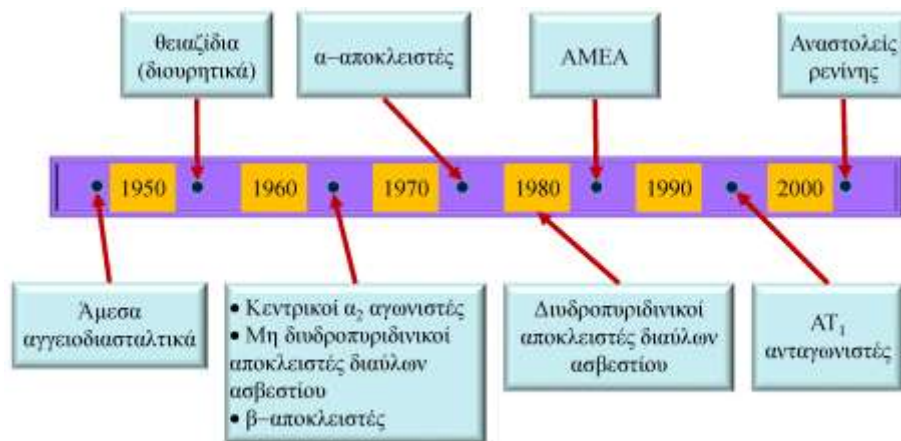 θειαζίδια
(διουρητικά)
α−αποκλειστές
ΑΜΕΑ
Αναστολείς
ρενίνης
1950
1960
1970
1980
1990
2000
Άμεσα
αγγειοδιασταλτικά
● Κεντρικοί α₂ αγωνιστές
● Μη διυδροπυριδινικοί
αποκλειστές διαύλων
ασβεστίου
● β−αποκλειστές
Διυδροπυριδινικοί
αποκλειστές διαύλων
ασβεστίου
ΑΤ₁
ανταγωνιστές